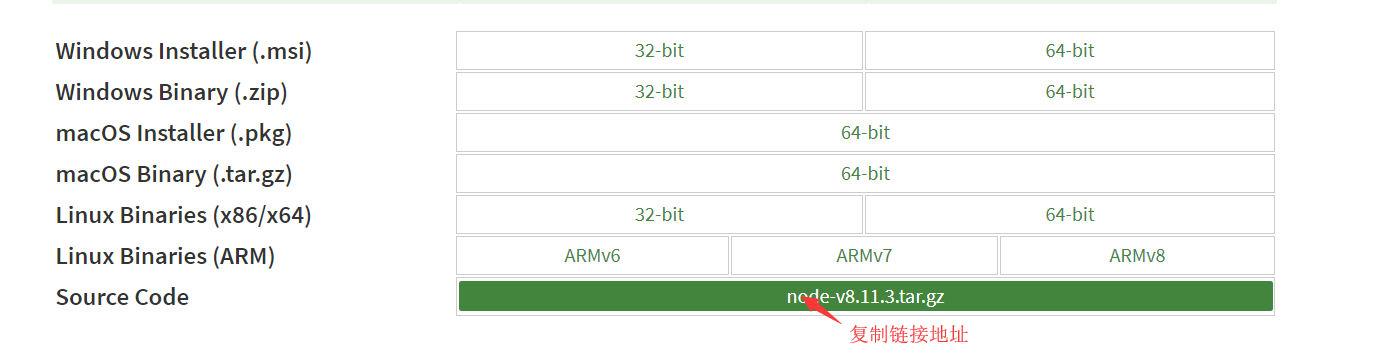 Windows Installer (.msi) 32-bit 64-bit
Windows Binary (.zip) 32-bit 64-bit
macOS Installer (.pkg) 64-bit
macOS Binary (.tar.gz) 64-bit
Linux Binaries (x86/x64) 32-bit 64-bit
Linux Binaries (ARM) ARMv6 ARMv7 ARMv8
Source Code node-v8.11.3.tar.gz
复制链接地址